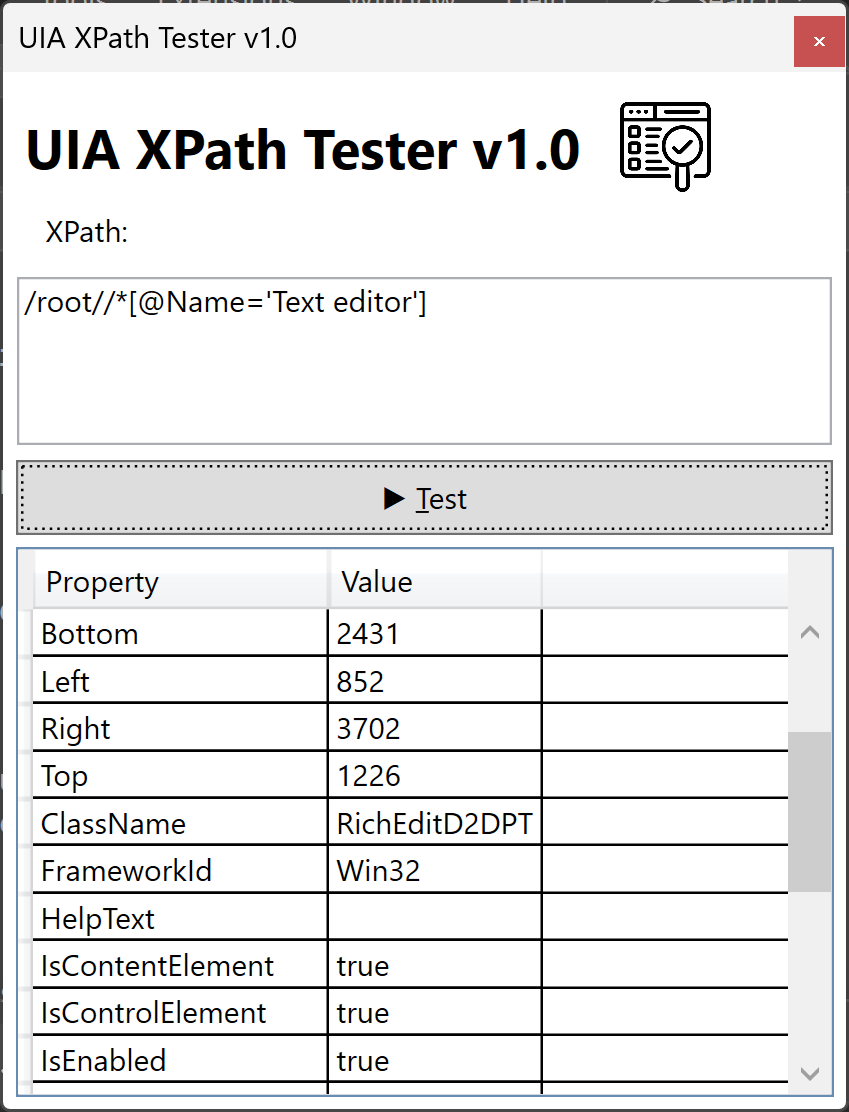 UIA XPath Tester v1.0
UIA XPath Tester v1.0
XPath:
/root//*[@Name='Text editor']
Test
Property Value
Bottom 2431
Left 852
Right 3702
Top 1226
ClassName RichEditD2DPT
FrameworkId Win32
HelpText
IsContentElement true
IsControlElement true
IsEnabled true